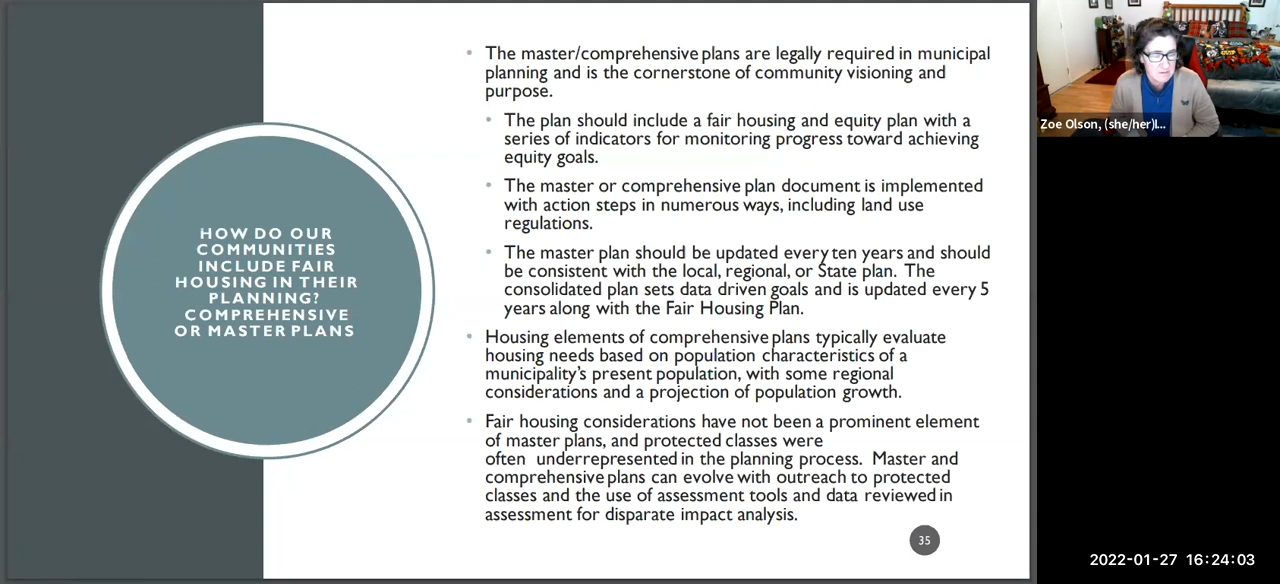 HOW DO OUR
COMMUNITIES
INCLUDE FAIR
HOUSING IN THEIR
PLANNING?
COMPREHENSIVE
OR MASTER PLANS
• The master/comprehensive plans are legally required in municipal
planning and is the cornerstone of community visioning and
purpose.
• The plan should include a fair housing and equity plan with a
series of indicators for monitoring progress toward achieving
equity goals.
• The master or comprehensive plan document is implemented
with action steps in numerous ways, including land use
regulations.
• The master plan should be updated every ten years and should
be consistent with the local, regional, or State plan. The
consolidated plan sets data driven goals and is updated every 5
years along with the Fair Housing Plan.
• Housing elements of comprehensive plans typically evaluate
housing needs based on population characteristics of a
municipality's present population, with some regional
considerations and a projection of population growth.
• Fair housing considerations have not been a prominent element
of master plans, and protected classes were
often underrepresented in the planning process. Master and
comprehensive plans can evolve with outreach to protected
classes and the use of assessment tools and data reviewed in
assessment for disparate impact analysis.
35
Zoe Olson, (she/her)I...
2022-01-27 16:24:03